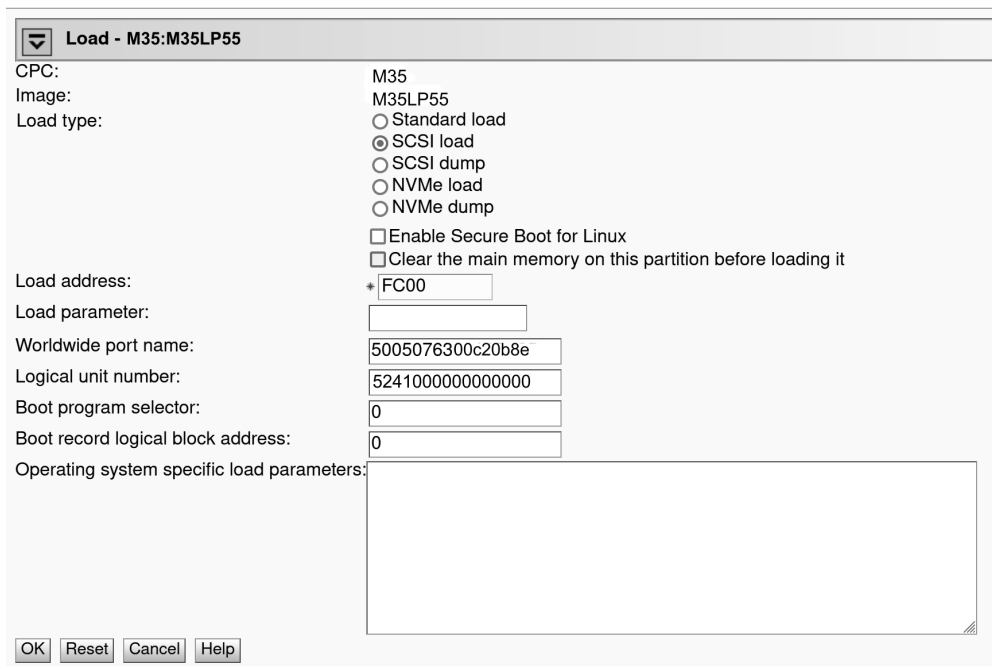 Load - M35:M35LP55
CPC: M35
Image: M35LP55
Load type: Standard load
SCSI load
SCSI dump
NVMe load
NVMe dump
Enable Secure Boot for Linux
Clear the main memory on this partition before loading it
Load address: * FC00
Load parameter:
Worldwide port name: 5005076300c20b8e
Logical unit number: 5241000000000000
Boot program selector: 0
Boot record logical block address: 0
Operating system specific load parameters:
OK Reset Cancel Help